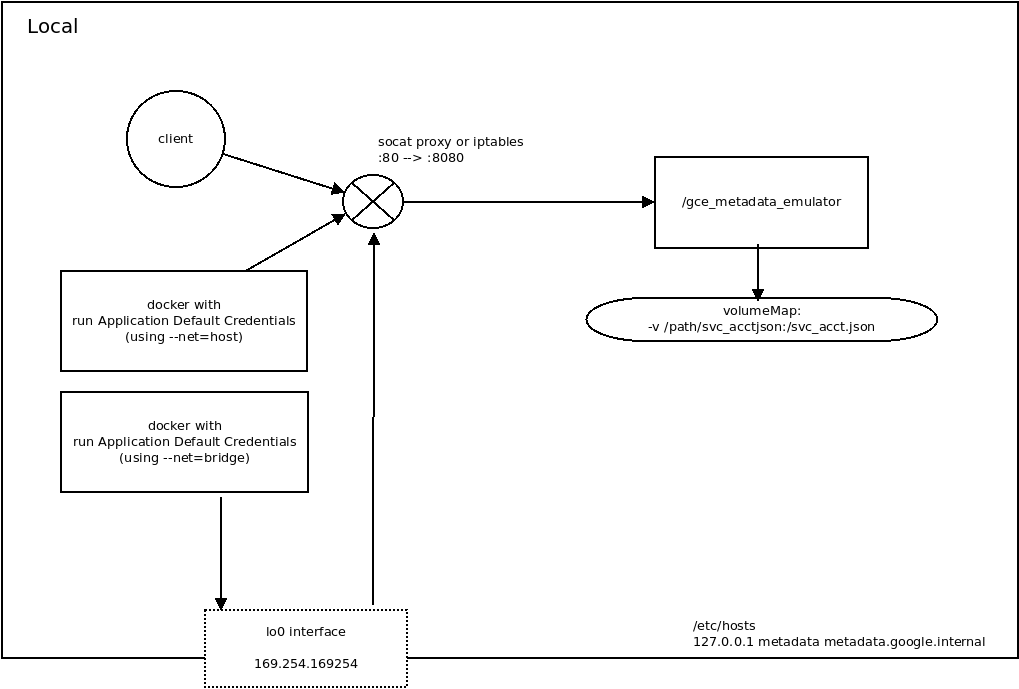 Local
client
socat proxy or iptables
:80 --> :8080
/gce_metadata_emulator
docker with
run Application Default Credentials
(using --net=host)
volumeMap:
-v /path/svc_acctjson:/svc_acct.json
docker with
run Application Default Credentials
(using --net=bridge)
lo0 interface
169.254.169254
/etc/hosts
127.0.0.1 metadata metadata.google.internal